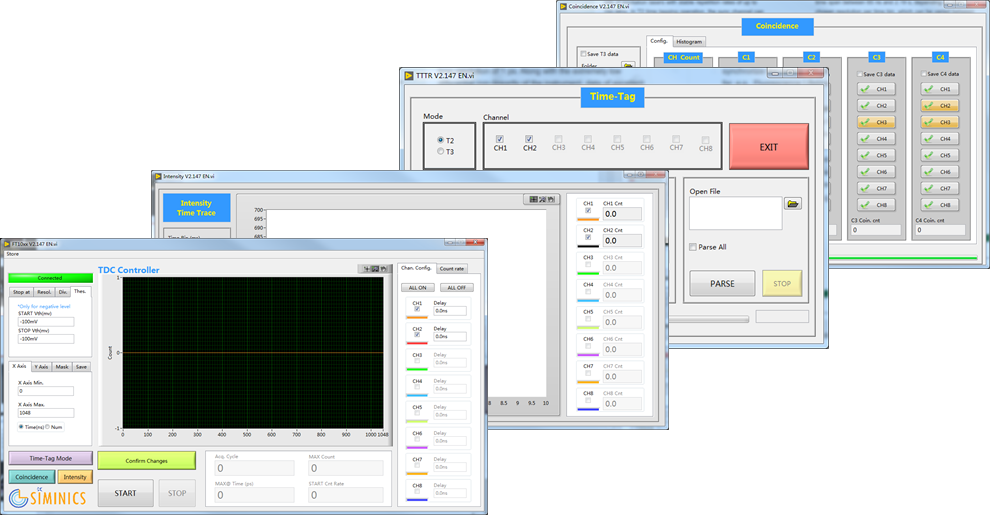 Coincidence V2.147 EN.vi
Coincidence
Config.
Histogram
Save T3 data
Folder
CH Count
C1
C2
C3
C4
Save C3 data
Save C4 data
CH1
CH1
CH2
CH2
CH3
CH3
CH4
CH4
CH5
CH5
CH6
CH6
CH7
CH7
CH8
CH8
C3 Coin. cnt
C4 Coin. cnt
0
0
TTTR V2.147 EN.vi
Time-Tag
Mode
T2
T3
Channel
CH1 CH2 CH3 CH4 CH5 CH6 CH7 CH8
EXIT
Open File
Parse All
PARSE
STOP
Intensity V2.147 EN.vi
Intensity
Time Trace
700
695
690
685
680
8 8.5 9 9.5 10
CH1 CH1 Cnt
0.0
CH2 CH2 Cnt
0.0
CH3 CH3 Cnt
0.0
CH4 CH4 Cnt
0.0
CH5 CH5 Cnt
0.0
CH6 CH6 Cnt
0.0
CH7 CH7 Cnt
0.0
CH8 CH8 Cnt
0.0
FT10xx V2.147 EN.vi
Store
Connected
TDC Controller
Stop at Resol. Div. Thes.
*Only for negative level
START Vth(mv)
-100mV
STOP Vth(mv)
-100mV
X Axis Y Axis Mask Save
X Axis Min.
0
X Axis Max.
1048
Time(ns) Num
Time-Tag Mode
Coincidence
Intensity
SIMINICS
1
0
-1
Count
0 100 200 300 400 500 600 700 800 900 1000 1048
Confirm Changes
START
STOP
Acq. Cycle
0
MAX Count
0
MAX@ Time (ps)
0
START Cnt Rate
0
Chan. Config.
Count rate
ALL ON
ALL OFF
CH1 Delay
0.0ns
CH2 Delay
0.0ns
CH3 Delay
0.0ns
CH4 Delay
0.0ns
CH5 Delay
0.0ns
CH6 Delay
0.0ns
CH7 Delay
0.0ns
CH8 Delay
0.0ns